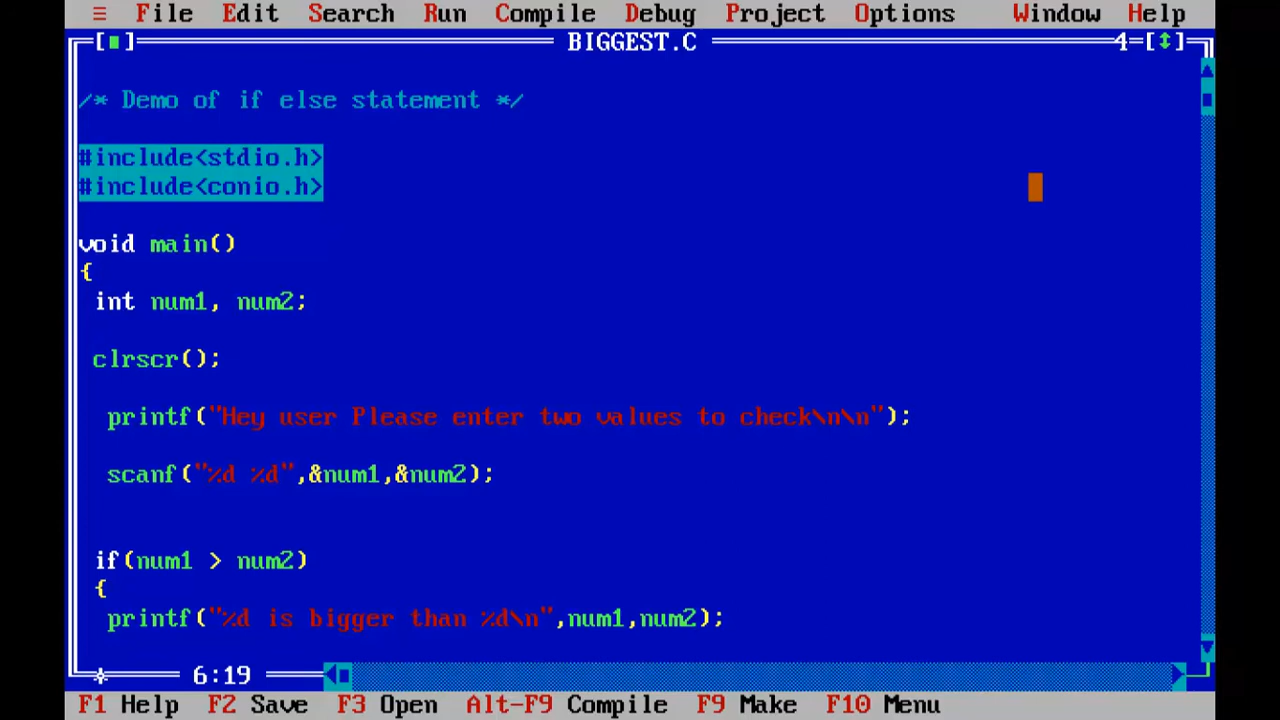 ≡ File Edit Search Run Compile Debug Project Options Window Help
[■] BIGGEST.C 4=[↕]
/* Demo of if else statement */
#include<stdio.h>
#include<conio.h>
void main()
{
int num1, num2;
clrscr();
printf("Hey user Please enter two values to check\n\n");
scanf("%d %d",&num1,&num2);
if(num1 > num2)
{
printf("%d is bigger than %d\n",num1,num2);
6:19
F1 Help F2 Save F3 Open Alt-F9 Compile F9 Make F10 Menu